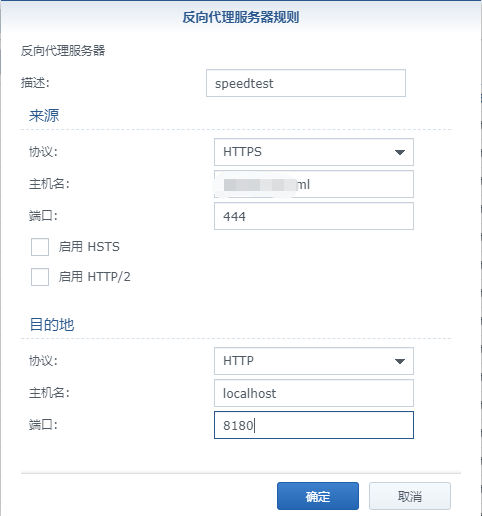 反向代理服务器规则
反向代理服务器
描述: speedtest
来源
协议: HTTPS
主机名: ml
端口: 444
启用 HSTS
启用 HTTP/2
目的地
协议: HTTP
主机名: localhost
端口: 8180
确定 取消